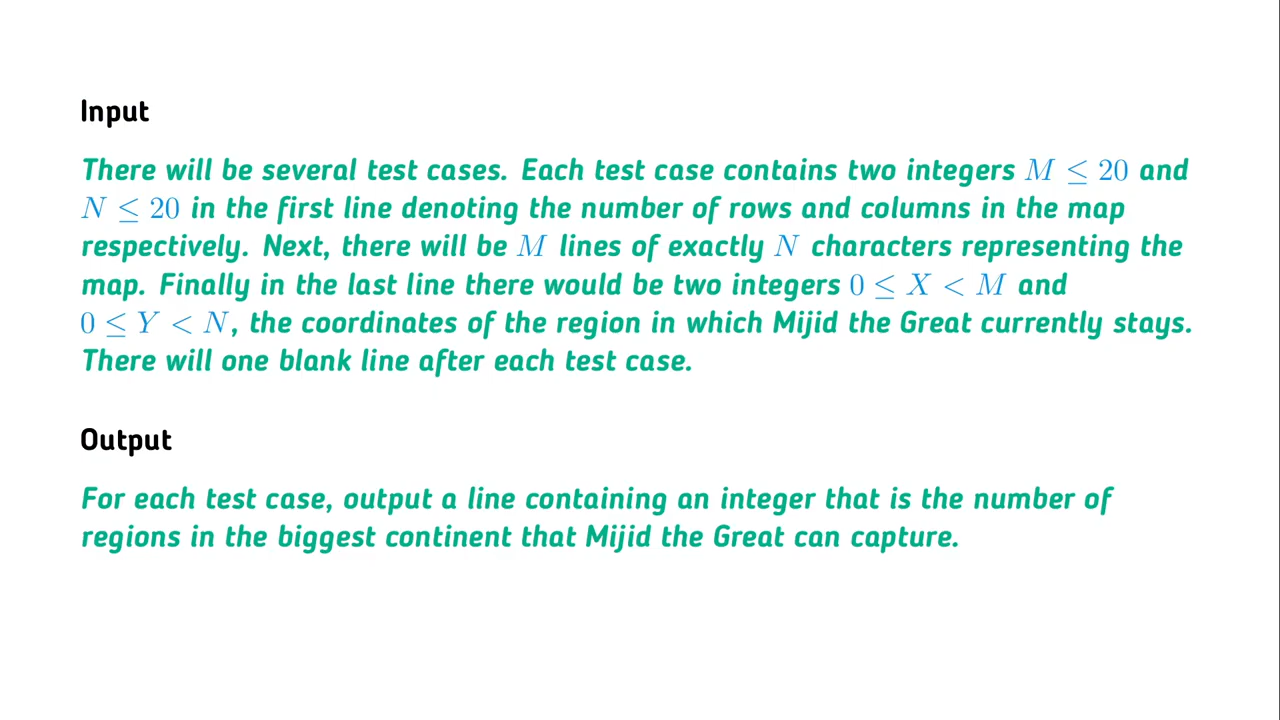 Input
There will be several test cases. Each test case contains two integers M ≤ 20 and
N ≤ 20 in the first line denoting the number of rows and columns in the map
respectively. Next, there will be M lines of exactly N characters representing the
map. Finally in the last line there would be two integers 0 ≤ X < M and
0 ≤ Y < N, the coordinates of the region in which Mijid the Great currently stays.
There will one blank line after each test case.
Output
For each test case, output a line containing an integer that is the number of
regions in the biggest continent that Mijid the Great can capture.